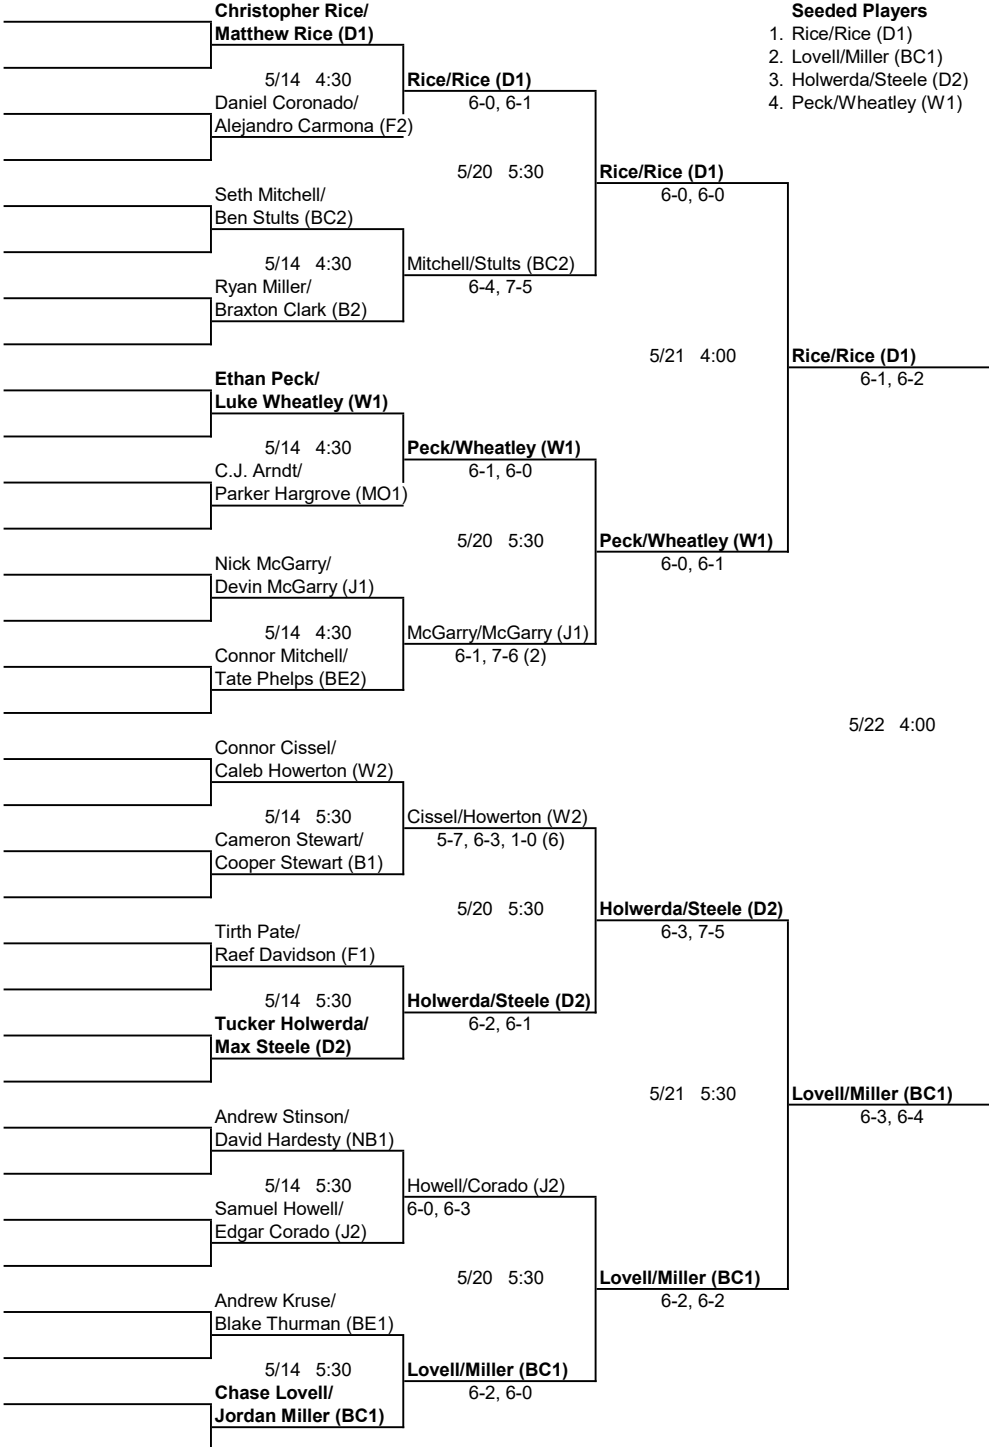 Christopher Rice/
Matthew Rice (D1)
Seeded Players
1. Rice/Rice (D1)
2. Lovell/Miller (BC1)
3. Holwerda/Steele (D2)
4. Peck/Wheatley (W1)
5/14 4:30
Rice/Rice (D1)
6-0, 6-1
Daniel Coronado/
Alejandro Carmona (F2)
5/20 5:30
Rice/Rice (D1)
6-0, 6-0
Seth Mitchell/
Ben Stults (BC2)
5/14 4:30
Mitchell/Stults (BC2)
6-4, 7-5
Ryan Miller/
Braxton Clark (B2)
5/21 4:00
Rice/Rice (D1)
6-1, 6-2
Ethan Peck/
Luke Wheatley (W1)
5/14 4:30
Peck/Wheatley (W1)
6-1, 6-0
C.J. Arndt/
Parker Hargrove (MO1)
5/20 5:30
Peck/Wheatley (W1)
6-0, 6-1
Nick McGarry/
Devin McGarry (J1)
5/14 4:30
McGarry/McGarry (J1)
6-1, 7-6 (2)
Connor Mitchell/
Tate Phelps (BE2)
5/22 4:00
Connor Cissel/
Caleb Howerton (W2)
5/14 5:30
Cissel/Howerton (W2)
5-7, 6-3, 1-0 (6)
Cameron Stewart/
Cooper Stewart (B1)
5/20 5:30
Holwerda/Steele (D2)
6-3, 7-5
Tirth Pate/
Raef Davidson (F1)
5/14 5:30
Holwerda/Steele (D2)
6-2, 6-1
Tucker Holwerda/
Max Steele (D2)
5/21 5:30
Lovell/Miller (BC1)
6-3, 6-4
Andrew Stinson/
David Hardesty (NB1)
5/14 5:30
Howell/Corado (J2)
6-0, 6-3
Samuel Howell/
Edgar Corado (J2)
5/20 5:30
Lovell/Miller (BC1)
6-2, 6-2
Andrew Kruse/
Blake Thurman (BE1)
5/14 5:30
Lovell/Miller (BC1)
6-2, 6-0
Chase Lovell/
Jordan Miller (BC1)